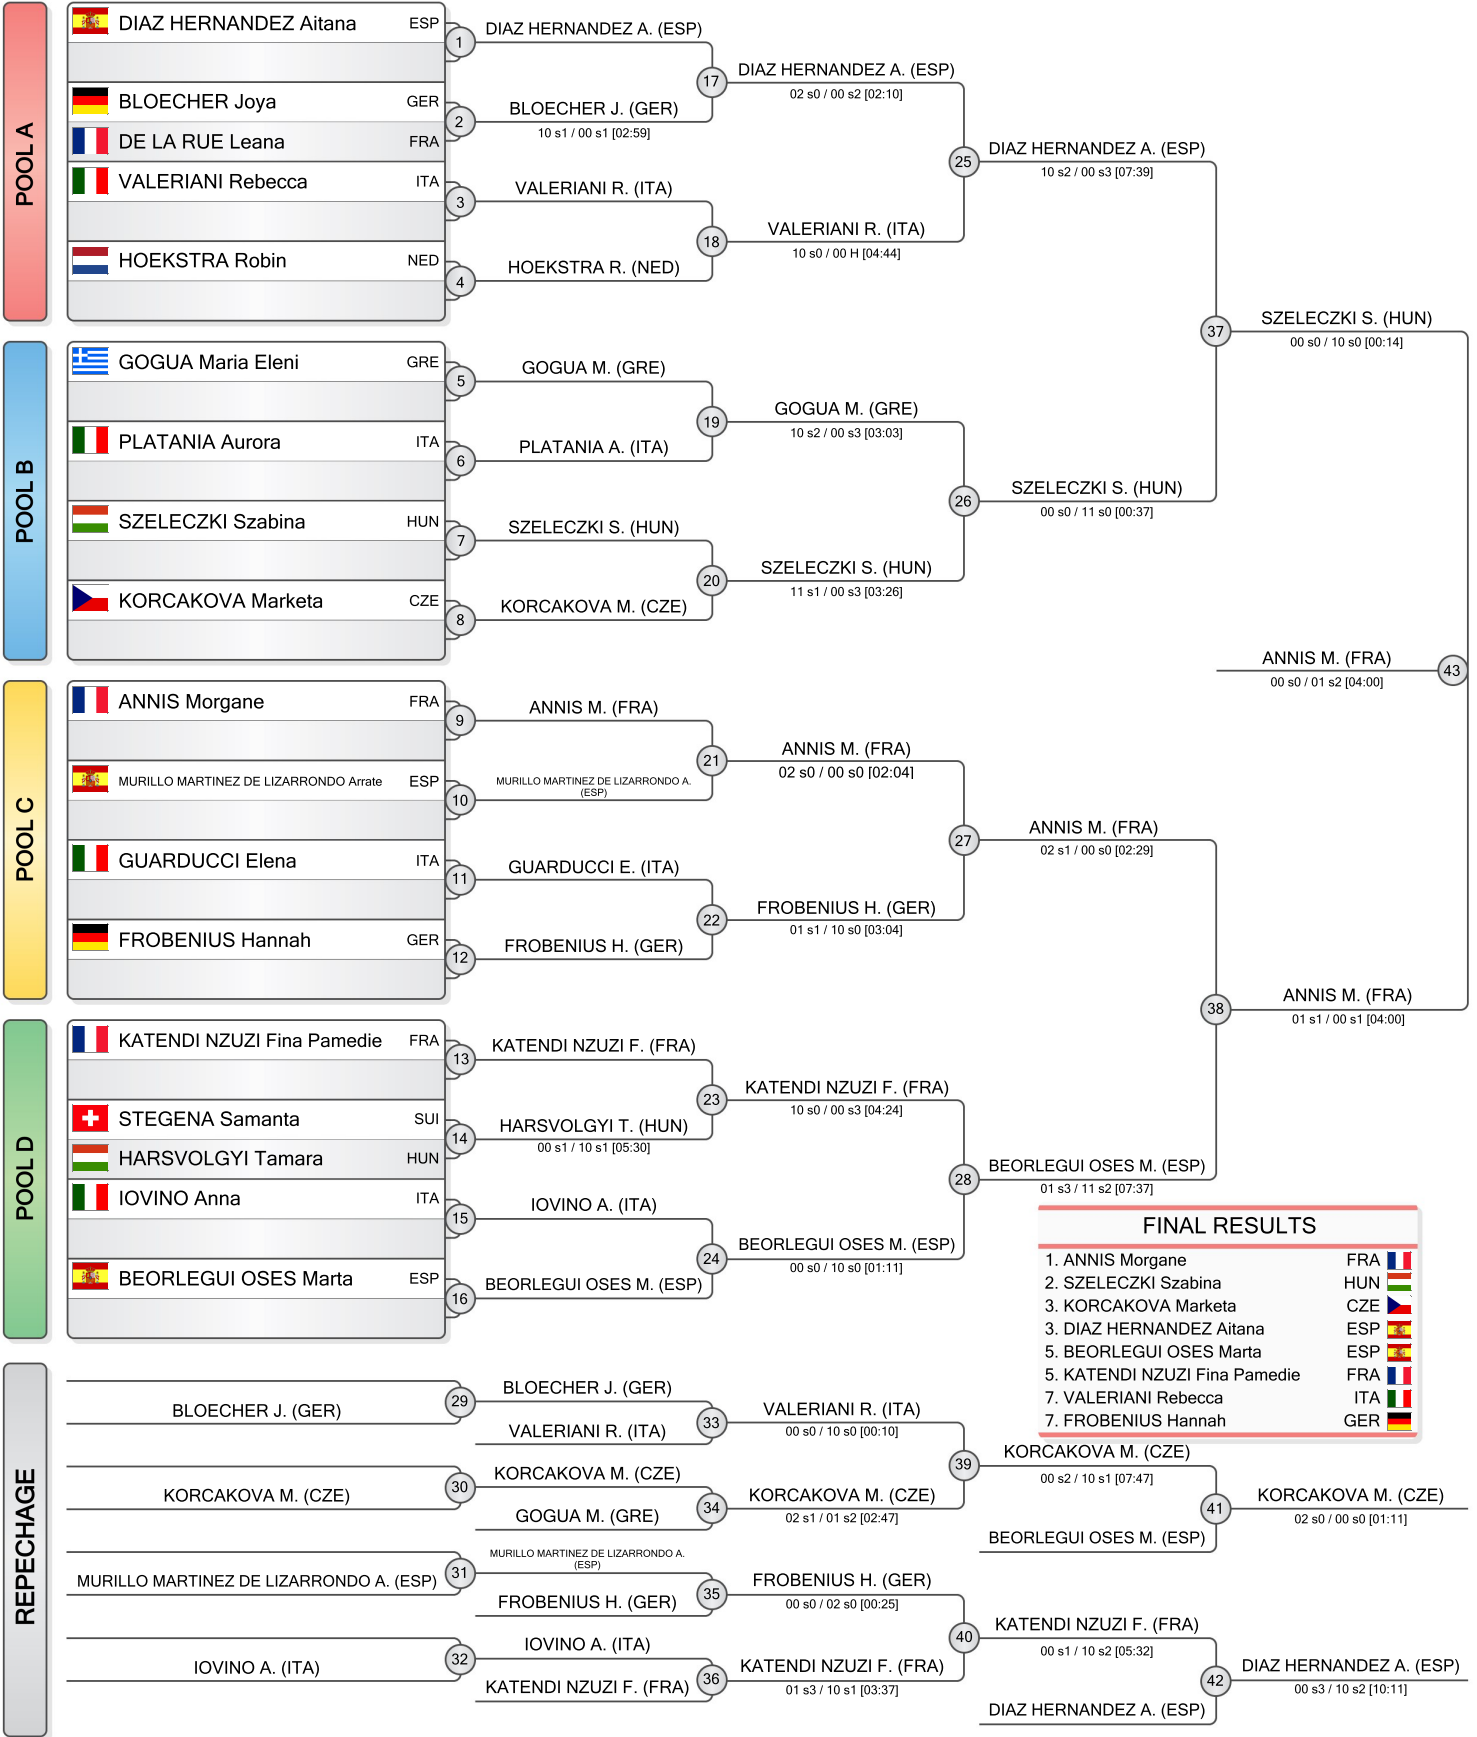 POOL A
DIAZ HERNANDEZ Aitana ESP
BLOECHER Joya GER
DE LA RUE Leana FRA
VALERIANI Rebecca ITA
HOEKSTRA Robin NED
1
2
3
4
DIAZ HERNANDEZ A. (ESP)
BLOECHER J. (GER)
10 s1 / 00 s1 [02:59]
VALERIANI R. (ITA)
HOEKSTRA R. (NED)
17
18
DIAZ HERNANDEZ A. (ESP)
02 s0 / 00 s2 [02:10]
VALERIANI R. (ITA)
10 s0 / 00 H [04:44]
25
DIAZ HERNANDEZ A. (ESP)
10 s2 / 00 s3 [07:39]
POOL B
GOGUA Maria Eleni GRE
PLATANIA Aurora ITA
SZELECZKI Szabina HUN
KORCAKOVA Marketa CZE
5
6
7
8
GOGUA M. (GRE)
PLATANIA A. (ITA)
SZELECZKI S. (HUN)
KORCAKOVA M. (CZE)
19
20
GOGUA M. (GRE)
10 s2 / 00 s3 [03:03]
SZELECZKI S. (HUN)
11 s1 / 00 s3 [03:26]
26
SZELECZKI S. (HUN)
00 s0 / 11 s0 [00:37]
37
SZELECZKI S. (HUN)
00 s0 / 10 s0 [00:14]
ANNIS M. (FRA)
00 s0 / 01 s2 [04:00]
43
POOL C
ANNIS Morgane FRA
MURILLO MARTINEZ DE LIZARRONDO Arrate ESP
GUARDUCCI Elena ITA
FROBENIUS Hannah GER
9
10
11
12
ANNIS M. (FRA)
MURILLO MARTINEZ DE LIZARRONDO A.
(ESP)
GUARDUCCI E. (ITA)
FROBENIUS H. (GER)
21
22
ANNIS M. (FRA)
02 s0 / 00 s0 [02:04]
FROBENIUS H. (GER)
01 s1 / 10 s0 [03:04]
27
ANNIS M. (FRA)
02 s1 / 00 s0 [02:29]
POOL D
KATENDI NZUZI Fina Pamedie FRA
STEGENA Samanta SUI
HARSVOLGYI Tamara HUN
IOVINO Anna ITA
BEORLEGUI OSES Marta ESP
13
14
15
16
KATENDI NZUZI F. (FRA)
HARSVOLGYI T. (HUN)
00 s1 / 10 s1 [05:30]
IOVINO A. (ITA)
BEORLEGUI OSES M. (ESP)
23
24
KATENDI NZUZI F. (FRA)
10 s0 / 00 s3 [04:24]
BEORLEGUI OSES M. (ESP)
00 s0 / 10 s0 [01:11]
28
BEORLEGUI OSES M. (ESP)
01 s3 / 11 s2 [07:37]
38
ANNIS M. (FRA)
01 s1 / 00 s1 [04:00]
FINAL RESULTS
1. ANNIS Morgane FRA
2. SZELECZKI Szabina HUN
3. KORCAKOVA Marketa CZE
3. DIAZ HERNANDEZ Aitana ESP
5. BEORLEGUI OSES Marta ESP
5. KATENDI NZUZI Fina Pamedie FRA
7. VALERIANI Rebecca ITA
7. FROBENIUS Hannah GER
REPECHAGE
BLOECHER J. (GER)
KORCAKOVA M. (CZE)
MURILLO MARTINEZ DE LIZARRONDO A. (ESP)
IOVINO A. (ITA)
29
30
31
32
BLOECHER J. (GER)
VALERIANI R. (ITA)
KORCAKOVA M. (CZE)
GOGUA M. (GRE)
MURILLO MARTINEZ DE LIZARRONDO A.
(ESP)
FROBENIUS H. (GER)
IOVINO A. (ITA)
KATENDI NZUZI F. (FRA)
33
34
35
36
VALERIANI R. (ITA)
00 s0 / 10 s0 [00:10]
KORCAKOVA M. (CZE)
02 s1 / 01 s2 [02:47]
FROBENIUS H. (GER)
00 s0 / 02 s0 [00:25]
KATENDI NZUZI F. (FRA)
01 s3 / 10 s1 [03:37]
39
40
KORCAKOVA M. (CZE)
00 s2 / 10 s1 [07:47]
BEORLEGUI OSES M. (ESP)
KATENDI NZUZI F. (FRA)
00 s1 / 10 s2 [05:32]
DIAZ HERNANDEZ A. (ESP)
41
42
KORCAKOVA M. (CZE)
02 s0 / 00 s0 [01:11]
DIAZ HERNANDEZ A. (ESP)
00 s3 / 10 s2 [10:11]